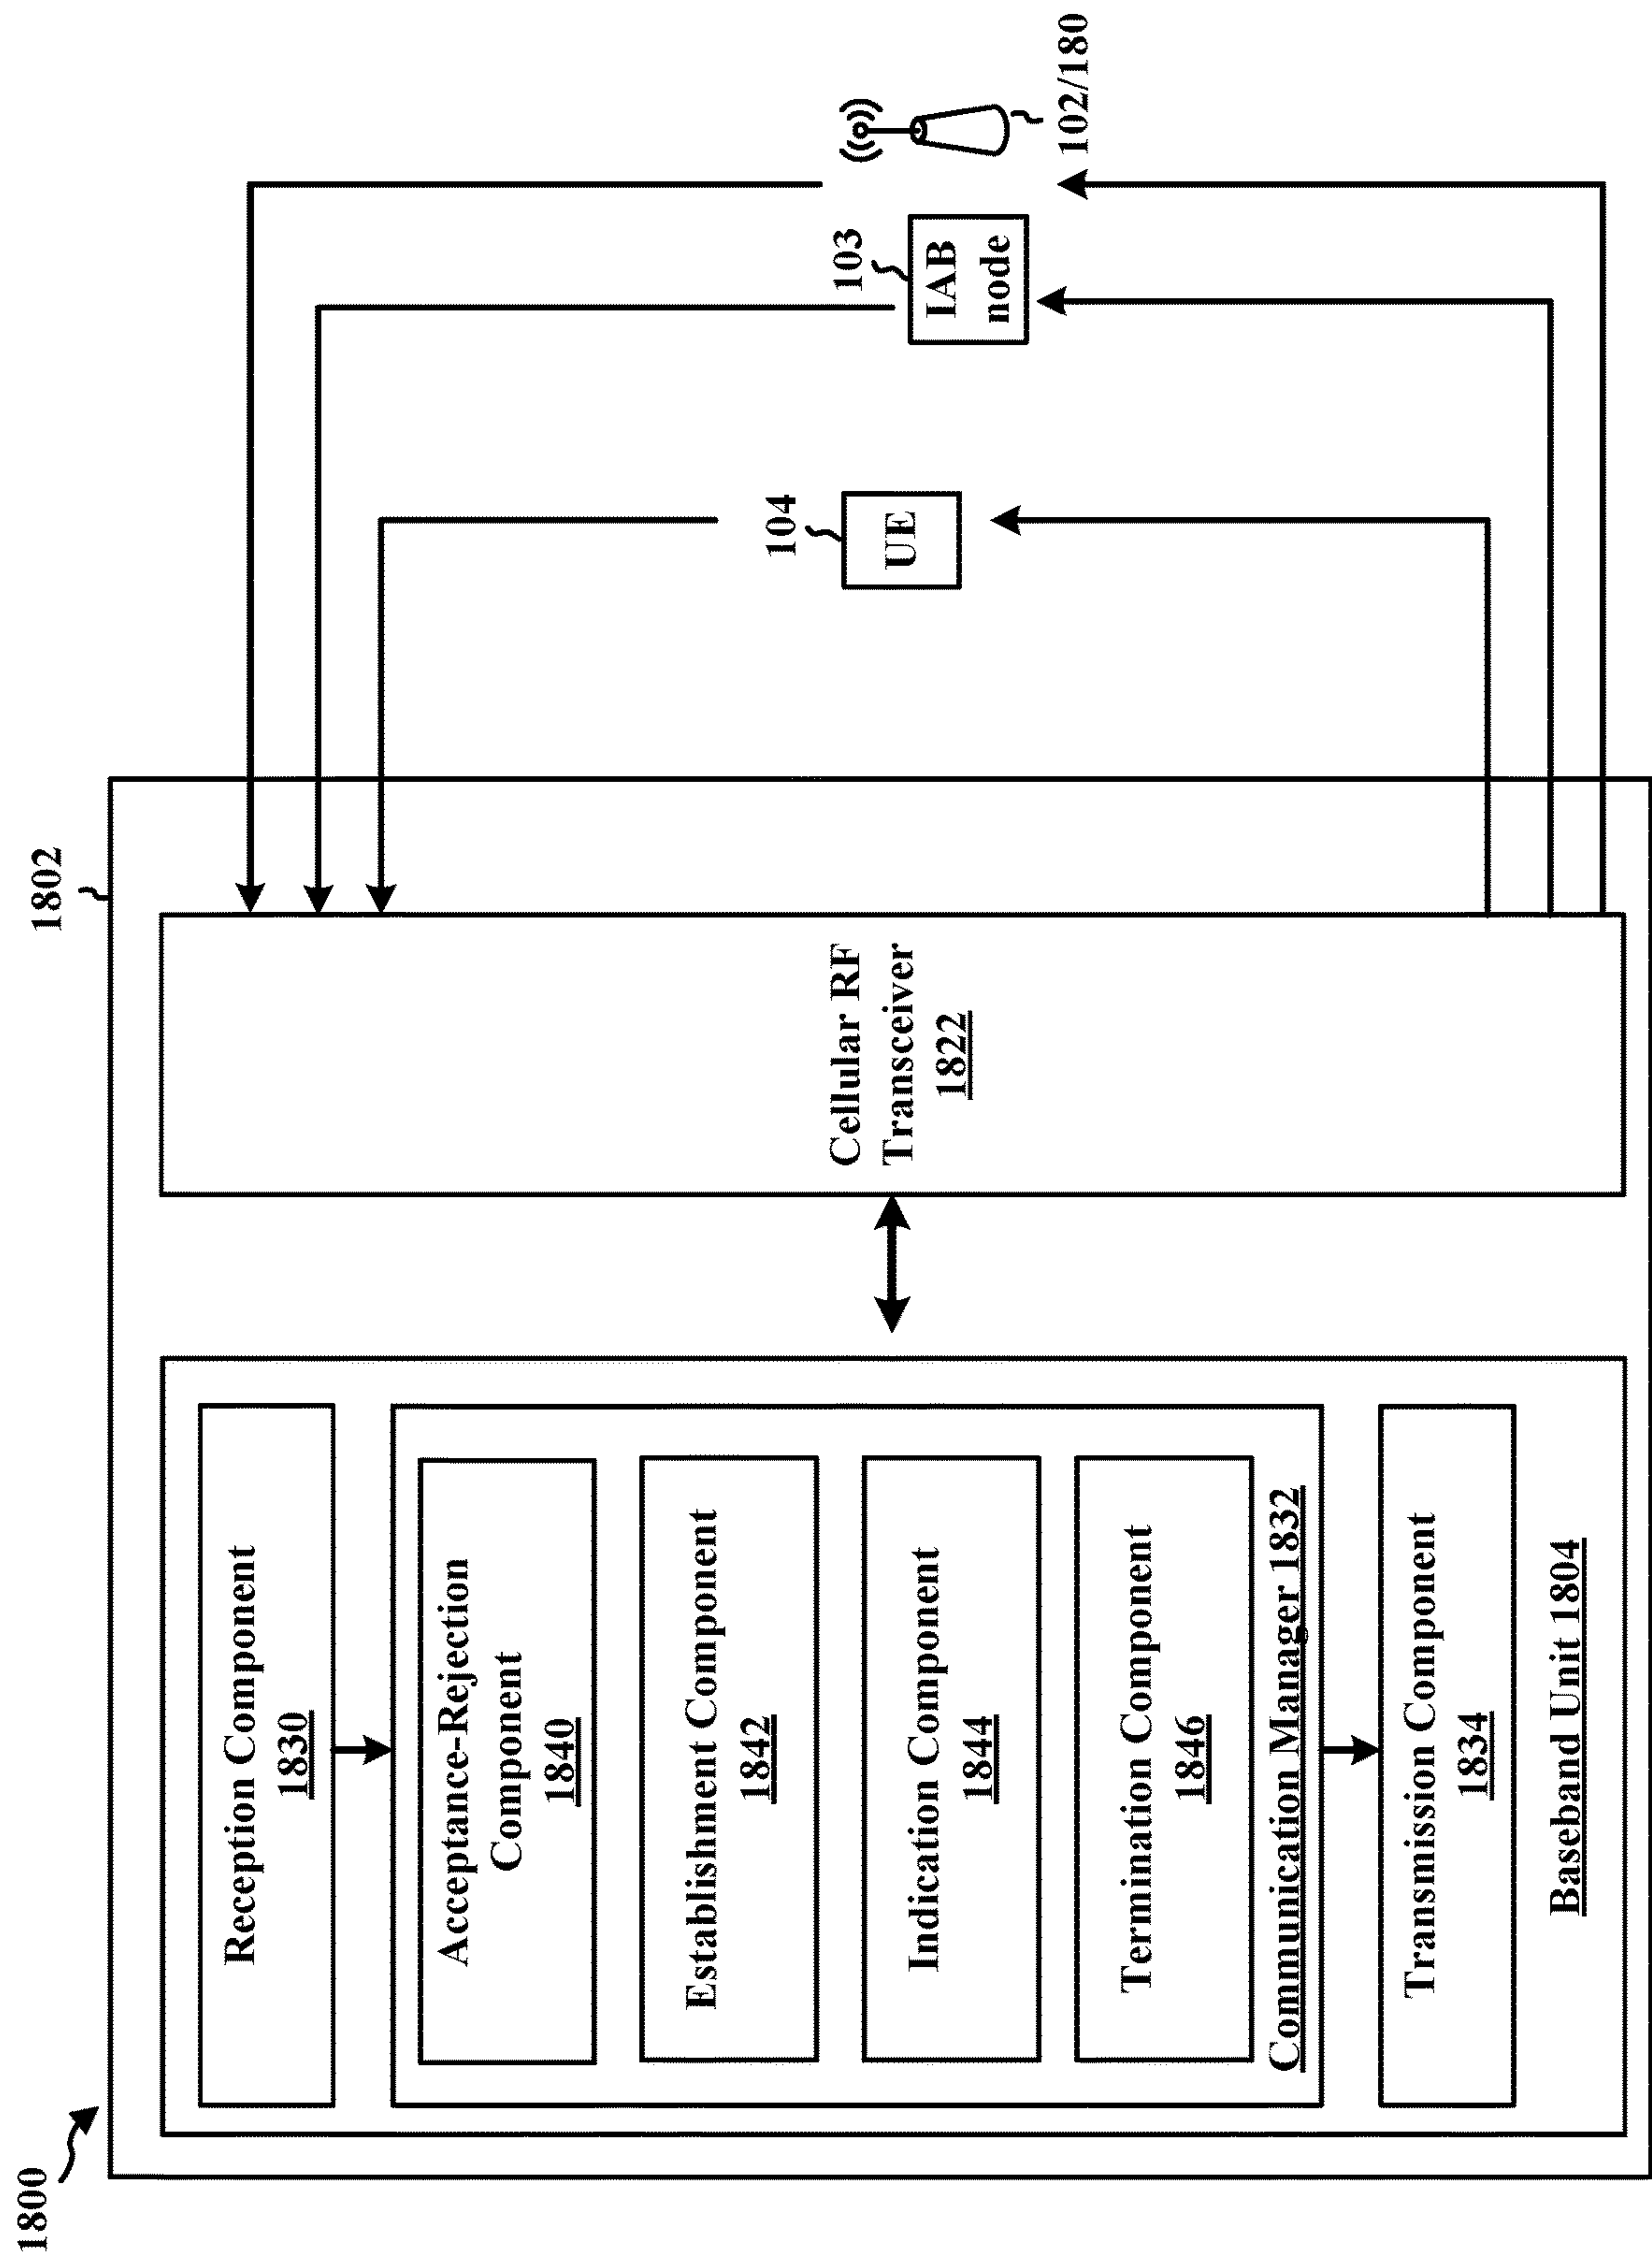 1800
1802
Reception Component
1830
Acceptance-Rejection
Component
1840
Establishment Component
1842
Indication Component
1844
Termination Component
1846
Communication Manager 1832
Transmission Component
1834
Baseband Unit 1804
Cellular RF
Transceiver
1822
104
UE
103
IAB
node
102/180